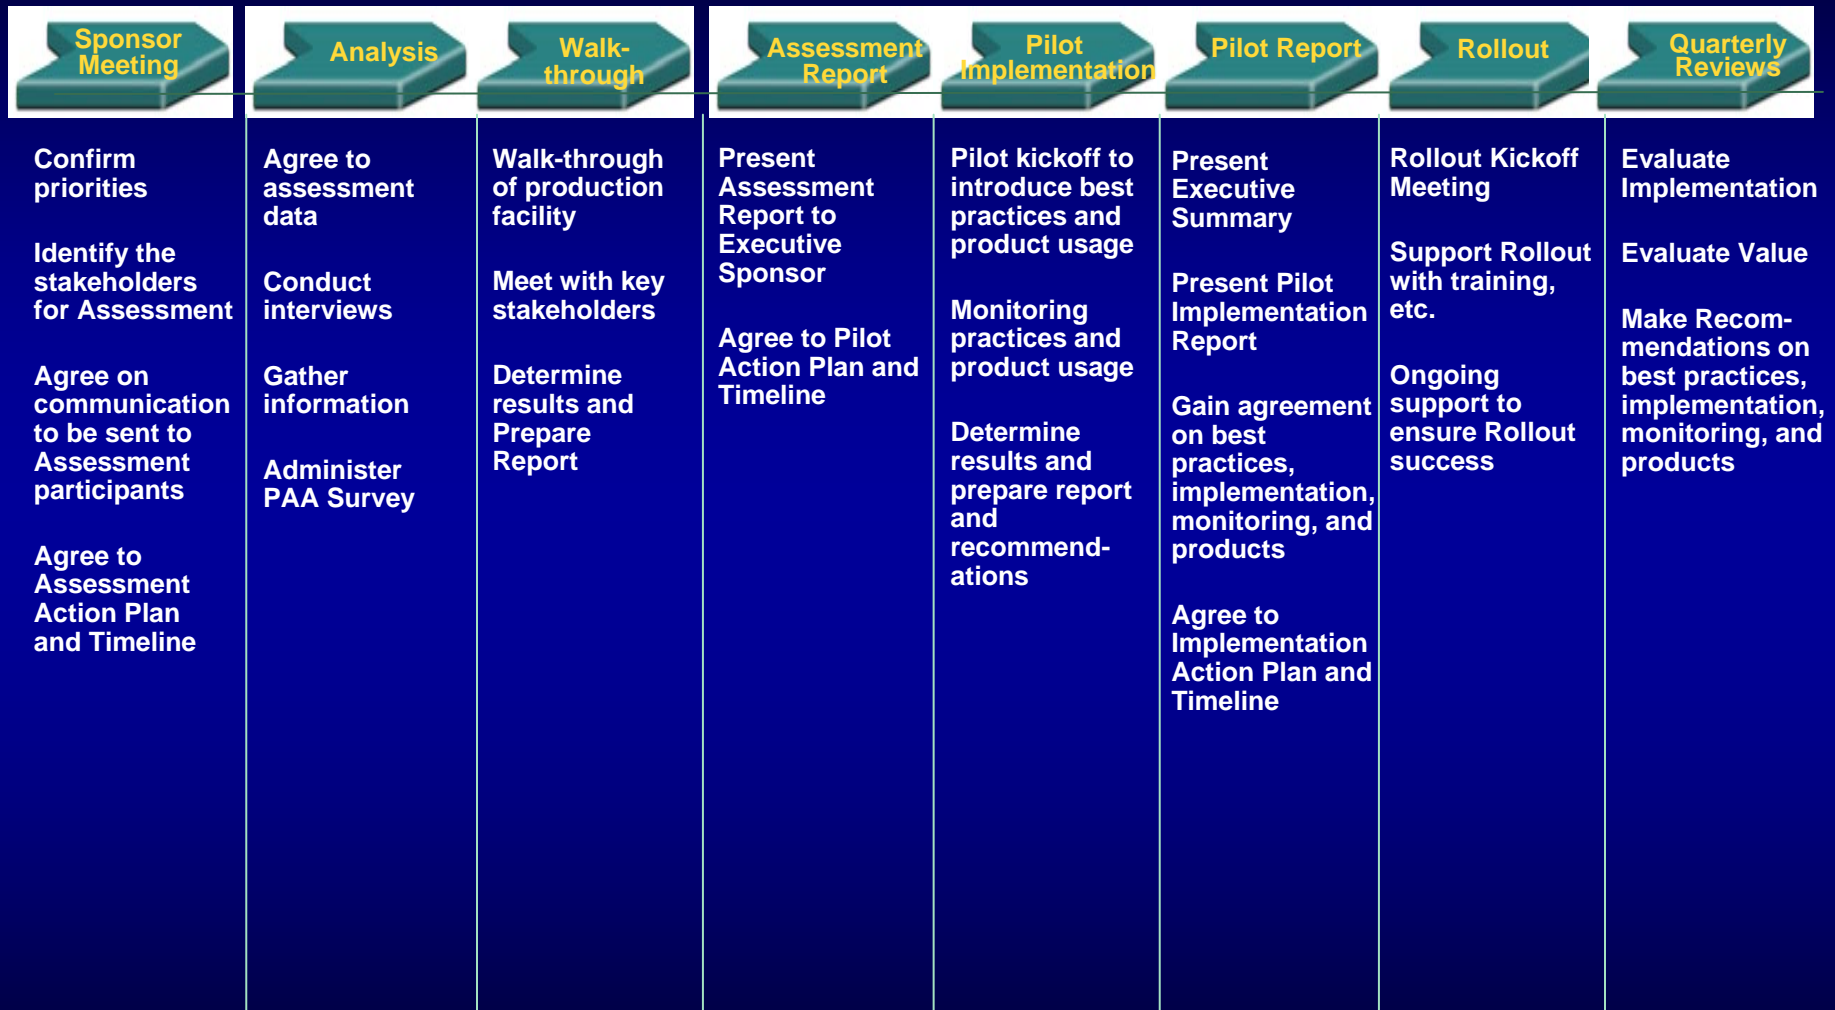 Sponsor
Meeting
Analysis
Walk-
through
Assessment
Report
Pilot
Implementation
Pilot Report
Rollout
Quarterly
Reviews
Confirm
priorities
Identify the
stakeholders
for Assessment
Agree on
communication
to be sent to
Assessment
participants
Agree to
Assessment
Action Plan
and Timeline
Agree to
assessment
data
Conduct
interviews
Gather
information
Administer
PAA Survey
Walk-through
of production
facility
Meet with key
stakeholders
Determine
results and
Prepare
Report
Present
Assessment
Report to
Executive
Sponsor
Agree to Pilot
Action Plan and
Timeline
Pilot kickoff to
introduce best
practices and
product usage
Monitoring
practices and
product usage
Determine
results and
prepare report
and
recommend-
ations
Present
Executive
Summary
Present Pilot
Implementation
Report
Gain agreement
on best
practices,
implementation,
monitoring, and
products
Agree to
Implementation
Action Plan and
Timeline
Rollout Kickoff
Meeting
Support Rollout
with training,
etc.
Ongoing
support to
ensure Rollout
success
Evaluate
Implementation
Evaluate Value
Make Recom-
mendations on
best practices,
implementation,
monitoring, and
products